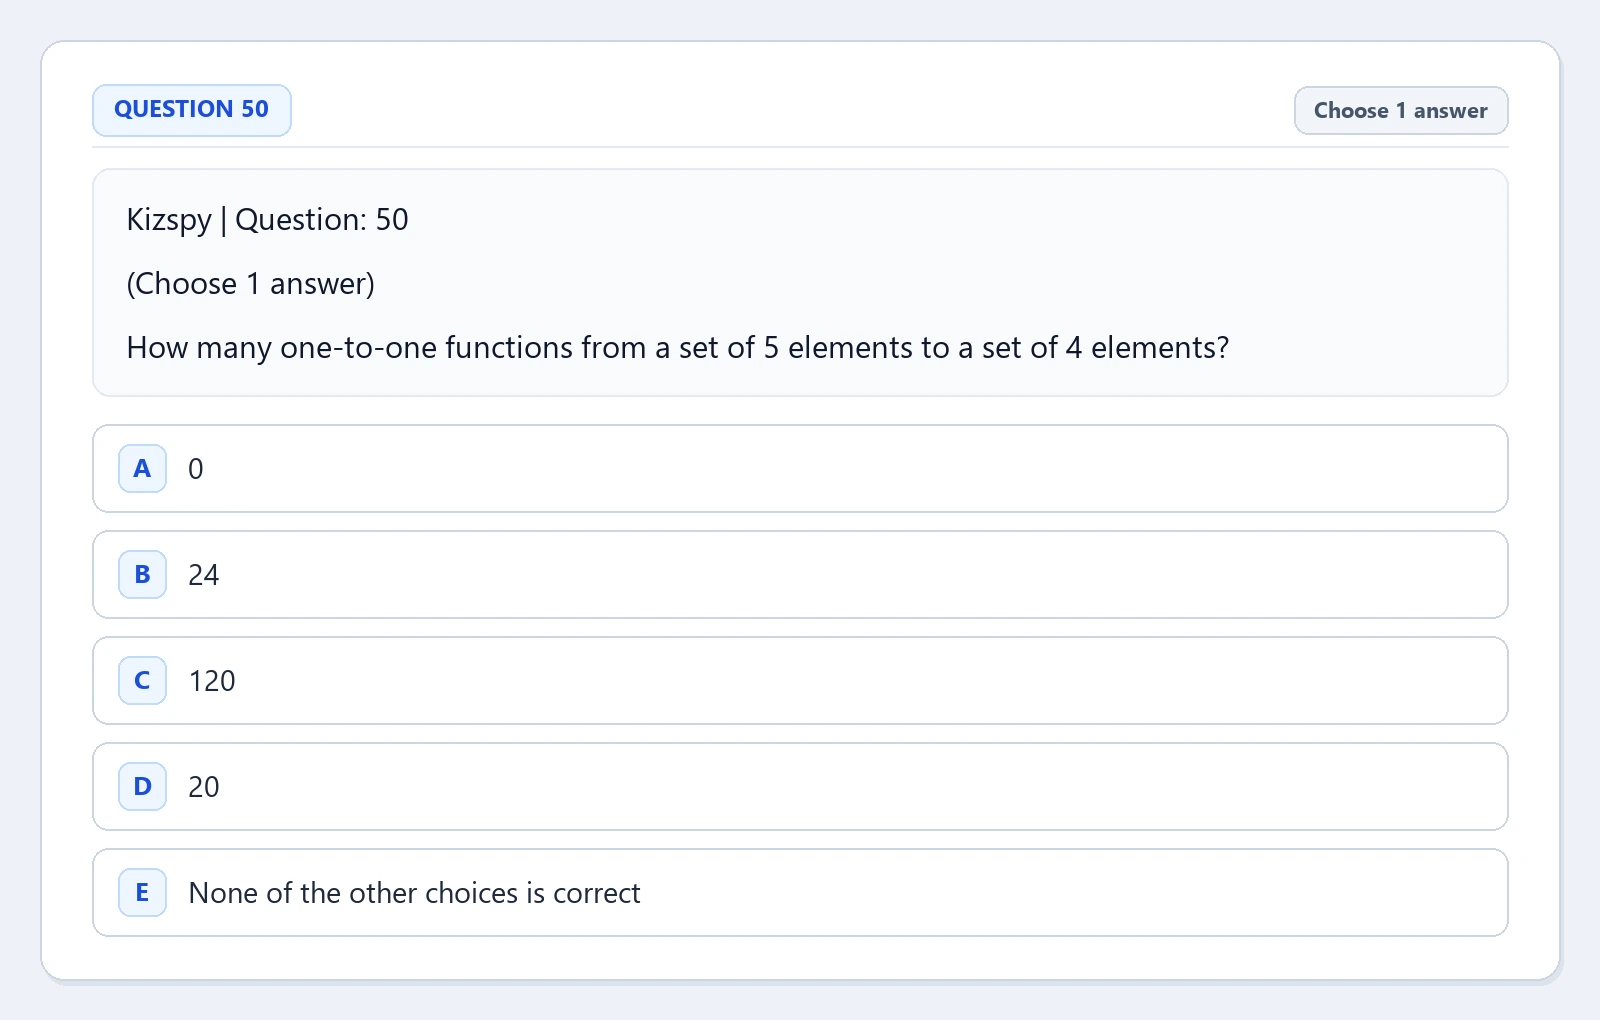 QUESTION 50
Choose 1 answer
Kizspy | Question: 50
(Choose 1 answer)
How many one-to-one functions from a set of 5 elements to a set of 4 elements?
A 0
B 24
C 120
D 20
E None of the other choices is correct